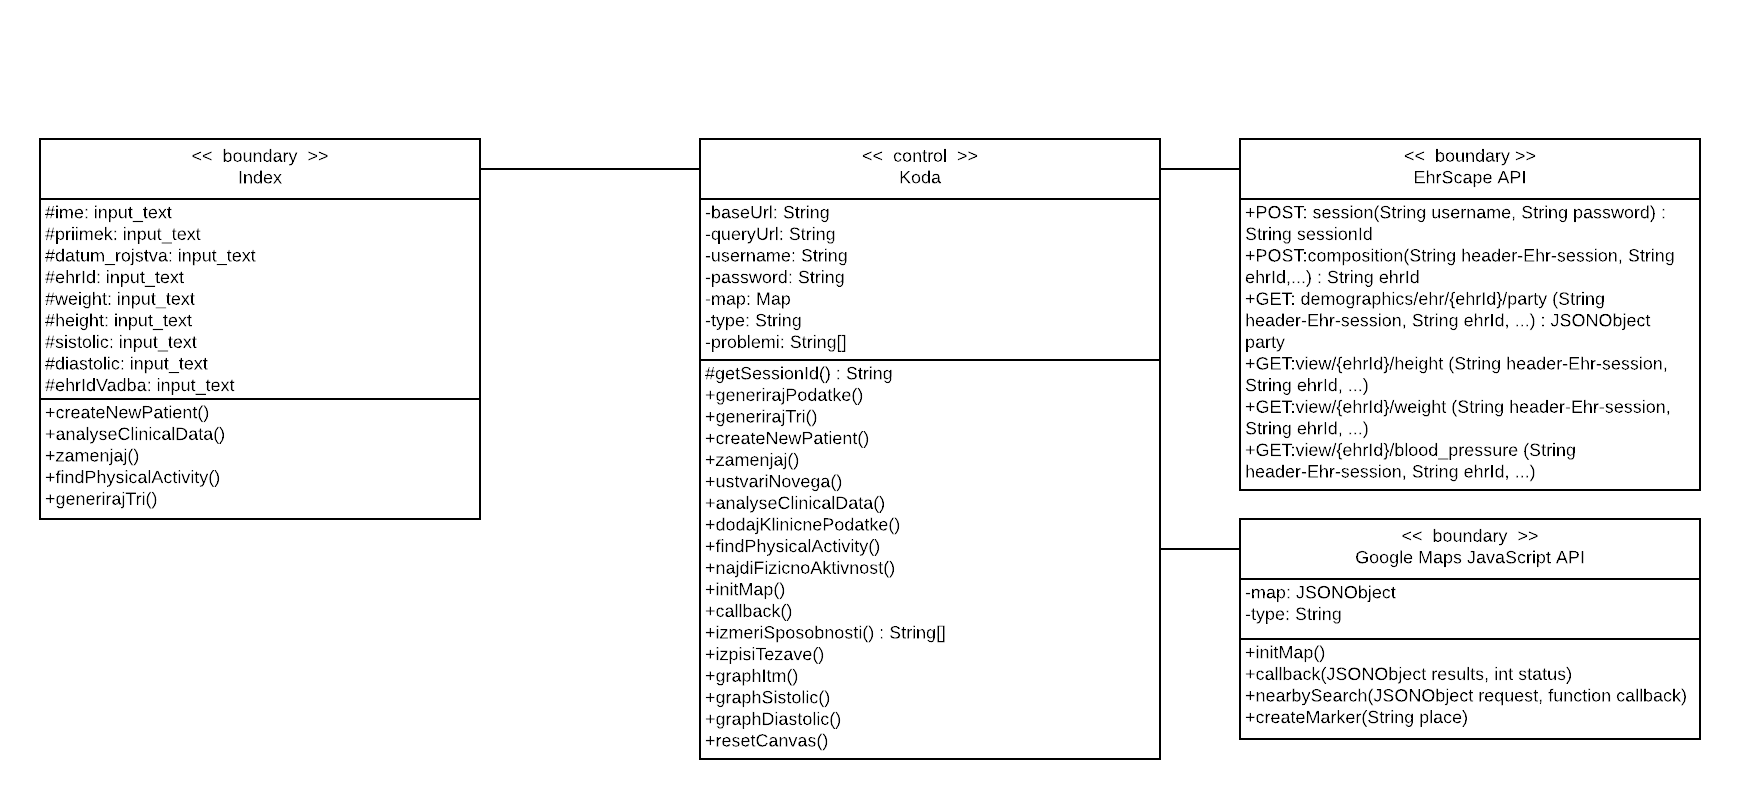 << boundary >>
Index
#ime: input_text
#priimek: input_text
#datum_rojstva: input_text
#ehrId: input_text
#weight: input_text
#height: input_text
#sistolic: input_text
#diastolic: input_text
#ehrIdVadba: input_text
+createNewPatient()
+analyseClinicalData()
+zamenjaj()
+findPhysicalActivity()
+generirajTri()
<< control >>
Koda
-baseUrl: String
-queryUrl: String
-username: String
-password: String
-map: Map
-type: String
-problemi: String[]
#getSessionId() : String
+generirajPodatke()
+generirajTri()
+createNewPatient()
+zamenjaj()
+ustvariNovega()
+analyseClinicalData()
+dodajKlinicnePodatke()
+findPhysicalActivity()
+najdiFizicnoAktivnost()
+initMap()
+callback()
+izmeriSposobnosti() : String[]
+izpisiTezave()
+graphItm()
+graphSistolic()
+graphDiastolic()
+resetCanvas()
<< boundary >>
EhrScape API
+POST: session(String username, String password) :
String sessionId
+POST:composition(String header-Ehr-session, String
ehrId,...) : String ehrId
+GET: demographics/ehr/{ehrId}/party (String
header-Ehr-session, String ehrId, ...) : JSONObject
party
+GET:view/{ehrId}/height (String header-Ehr-session,
String ehrId, ...)
+GET:view/{ehrId}/weight (String header-Ehr-session,
String ehrId, ...)
+GET:view/{ehrId}/blood_pressure (String
header-Ehr-session, String ehrId, ...)
<< boundary >>
Google Maps JavaScript API
-map: JSONObject
-type: String
+initMap()
+callback(JSONObject results, int status)
+nearbySearch(JSONObject request, function callback)
+createMarker(String place)